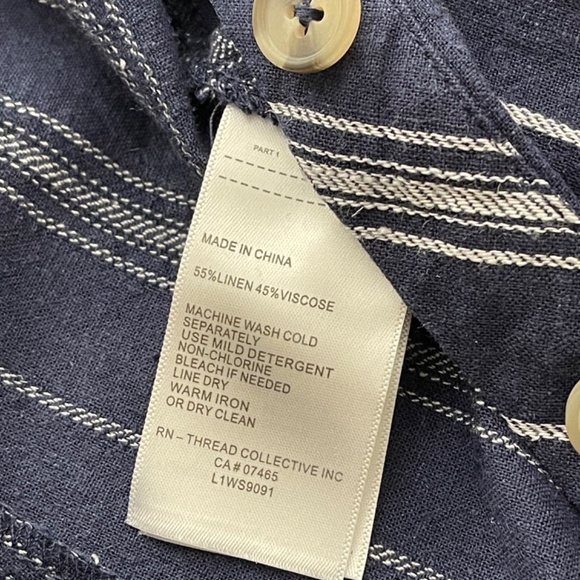 PART 1
MADE IN CHINA
55%LINEN 45%VISCOSE
MACHINE WASH COLD
SEPARATELY
USE MILD DETERGENT
NON-CHLORINE
BLEACH IF NEEDED
LINE DRY
WARM IRON
OR DRY CLEAN
RN – THREAD COLLECTIVE INC
CA # 07465
L1WS9091